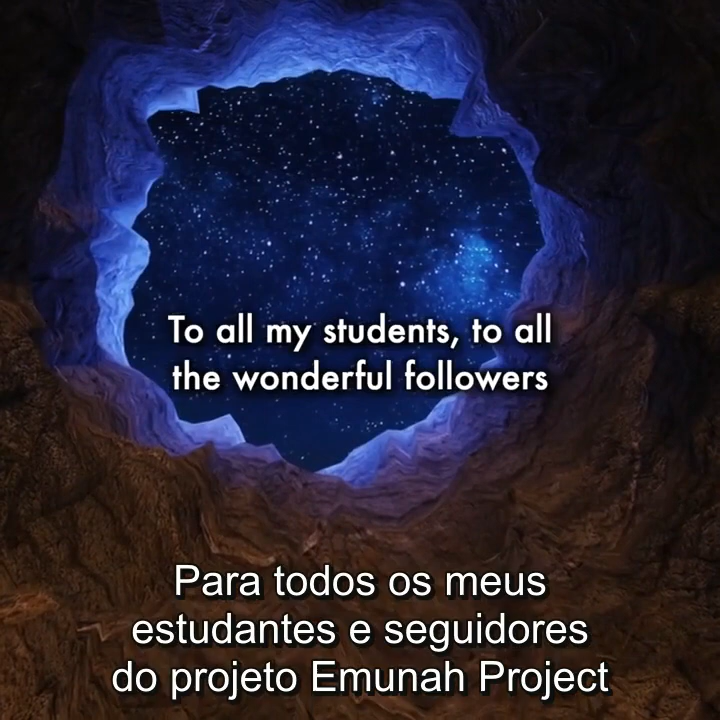 To all my students, to all
the wonderful followers
Para todos os meus
estudantes e seguidores
do projeto Emunah Project